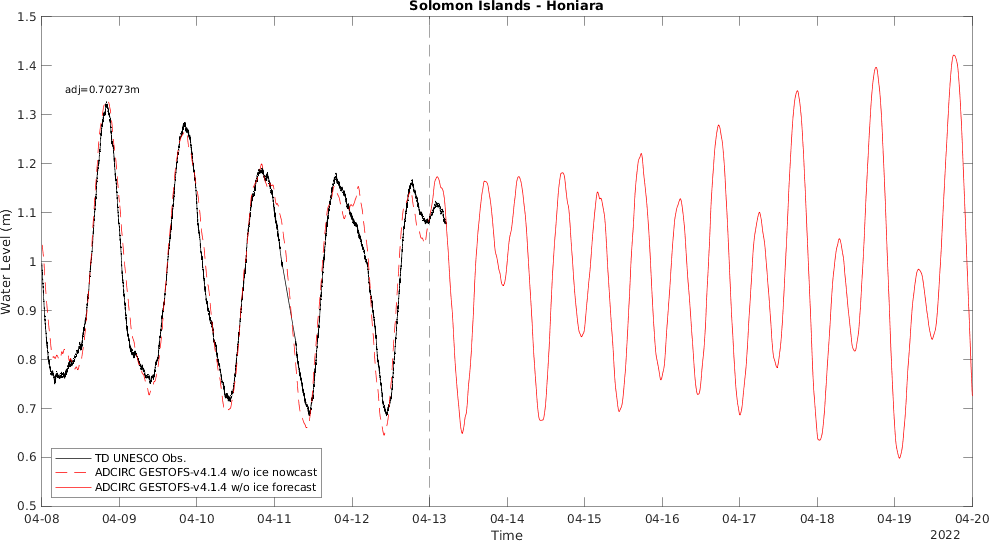 Solomon Islands - Honiara
1.5
1.4
1.3
1.2
1.1
1
0.9
0.8
0.7
0.6
0.5
Water Level (m)
adj=0.70273m
TD UNESCO Obs.
ADCIRC GESTOFS-v4.1.4 w/o ice nowcast
ADCIRC GESTOFS-v4.1.4 w/o ice forecast
04-08 04-09 04-10 04-11 04-12 04-13 04-14 04-15 04-16 04-17 04-18 04-19 04-20
Time
2022